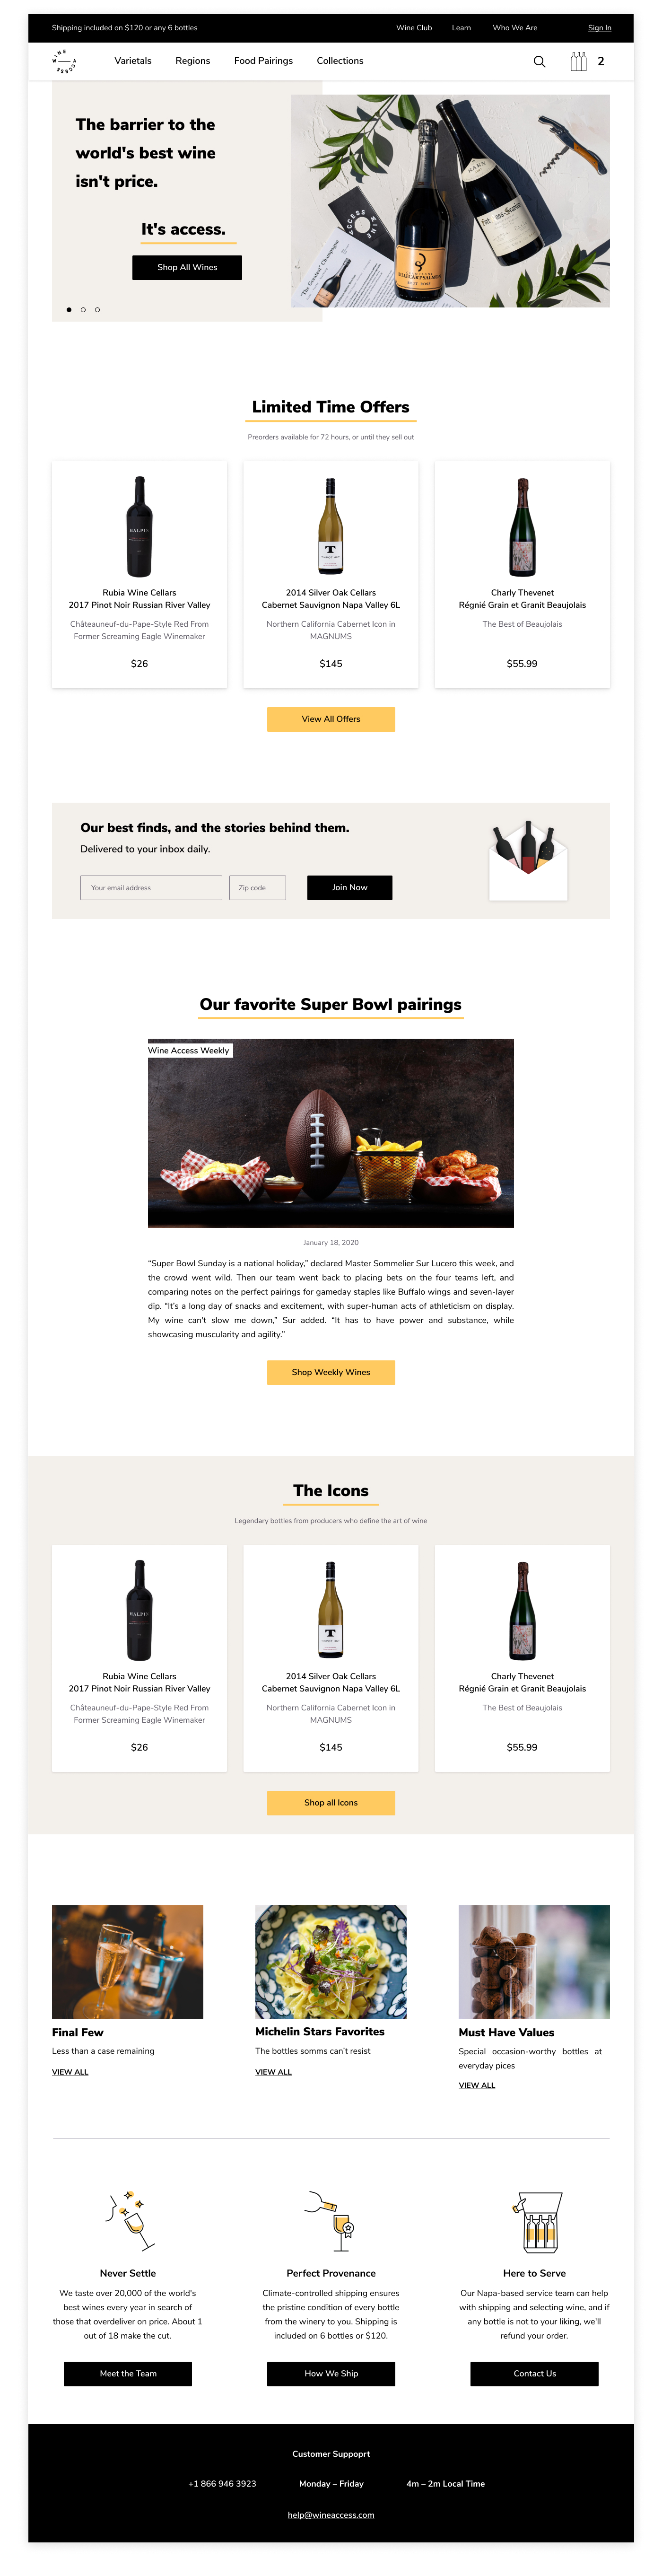 Shipping included on $120 or any 6 bottles
Wine Club Learn Who We Are Sign In
WINE ACCESS
Varietals Regions Food Pairings Collections 2
The barrier to the
world's best wine
isn't price.
It's access.
Shop All Wines
Limited Time Offers
Preorders available for 72 hours, or until they sell out
Rubia Wine Cellars
2017 Pinot Noir Russian River Valley
Châteauneuf-du-Pape-Style Red From
Former Screaming Eagle Winemaker
$26
2014 Silver Oak Cellars
Cabernet Sauvignon Napa Valley 6L
Northern California Cabernet Icon in
MAGNUMS
$145
Charly Thevenet
Régnié Grain et Granit Beaujolais
The Best of Beaujolais
$55.99
View All Offers
Our best finds, and the stories behind them.
Delivered to your inbox daily.
Your email address
Zip code
Join Now
Our favorite Super Bowl pairings
Wine Access Weekly
January 18, 2020
“Super Bowl Sunday is a national holiday,” declared Master Sommelier Sur Lucero this week, and
the crowd went wild. Then our team went back to placing bets on the four teams left, and
comparing notes on the perfect pairings for gameday staples like Buffalo wings and seven-layer
dip. “It’s a long day of snacks and excitement, with super-human acts of athleticism on display.
My wine can't slow me down,” Sur added. “It has to have power and substance, while
showcasing muscularity and agility.”
Shop Weekly Wines
The Icons
Legendary bottles from producers who define the art of wine
Rubia Wine Cellars
2017 Pinot Noir Russian River Valley
Châteauneuf-du-Pape-Style Red From
Former Screaming Eagle Winemaker
$26
2014 Silver Oak Cellars
Cabernet Sauvignon Napa Valley 6L
Northern California Cabernet Icon in
MAGNUMS
$145
Charly Thevenet
Régnié Grain et Granit Beaujolais
The Best of Beaujolais
$55.99
Shop all Icons
Final Few
Less than a case remaining
VIEW ALL
Michelin Stars Favorites
The bottles somms can’t resist
VIEW ALL
Must Have Values
Special occasion-worthy bottles at
everyday pices
VIEW ALL
Never Settle
We taste over 20,000 of the world's
best wines every year in search of
those that overdeliver on price. About 1
out of 18 make the cut.
Meet the Team
Perfect Provenance
Climate-controlled shipping ensures
the pristine condition of every bottle
from the winery to you. Shipping is
included on 6 bottles or $120.
How We Ship
Here to Serve
Our Napa-based service team can help
with shipping and selecting wine, and if
any bottle is not to your liking, we'll
refund your order.
Contact Us
Customer Suppoprt
+1 866 946 3923 Monday – Friday 4m – 2m Local Time
help@wineaccess.com